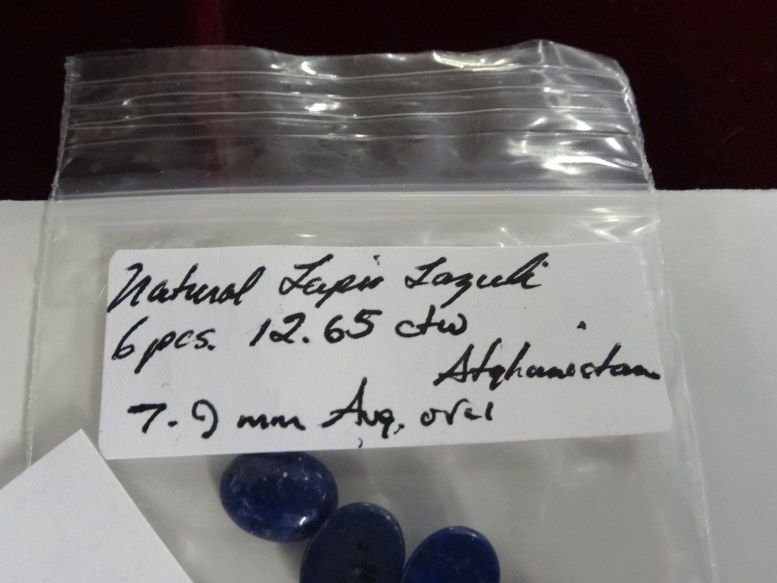 Natural Lapis Lazuli
6 pcs. 12.65 ctw
Afghanistan
7.9 mm Avg. oval